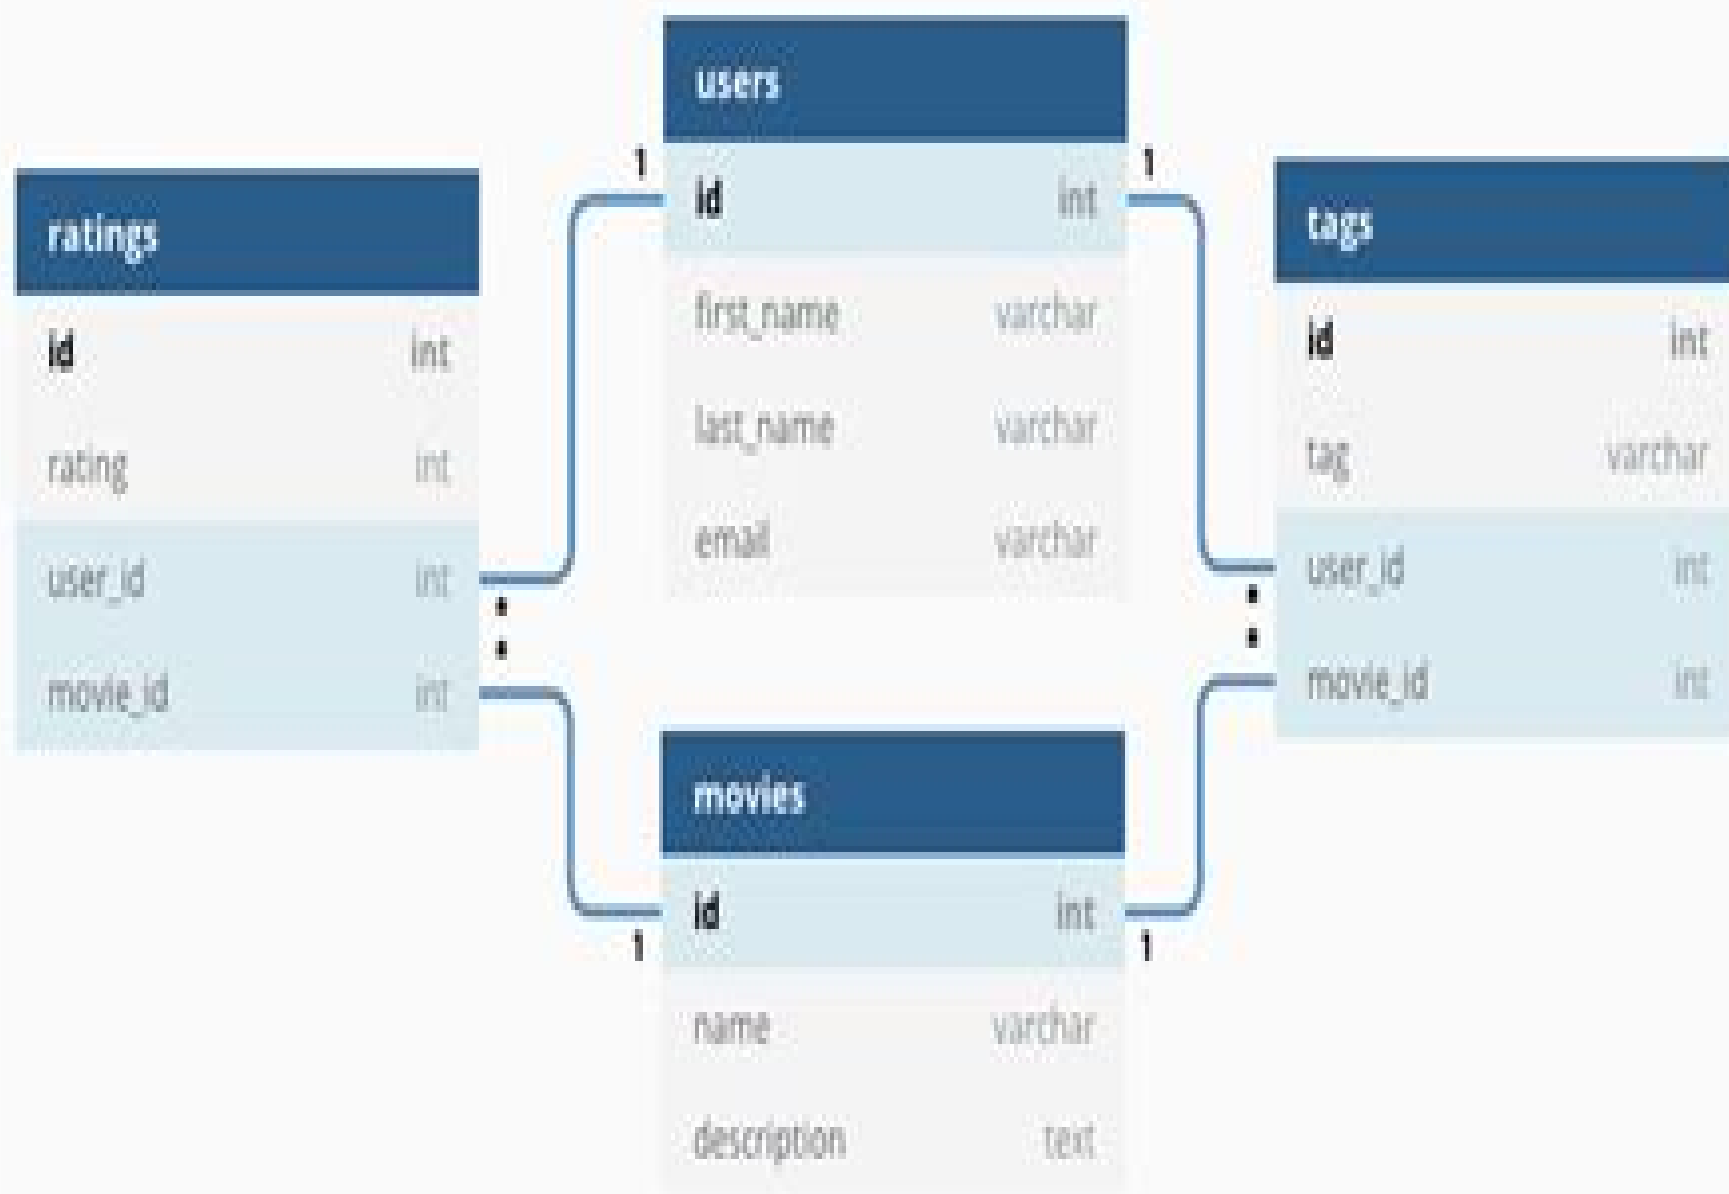 users
1
1
id int
first_name varchar
last_name varchar
email varchar
ratings
id int
rating int
user_id int
*
*
movie_id int
tags
id int
tag varchar
user_id int
*
*
movie_id int
movies
id int
1
1
name varchar
description text